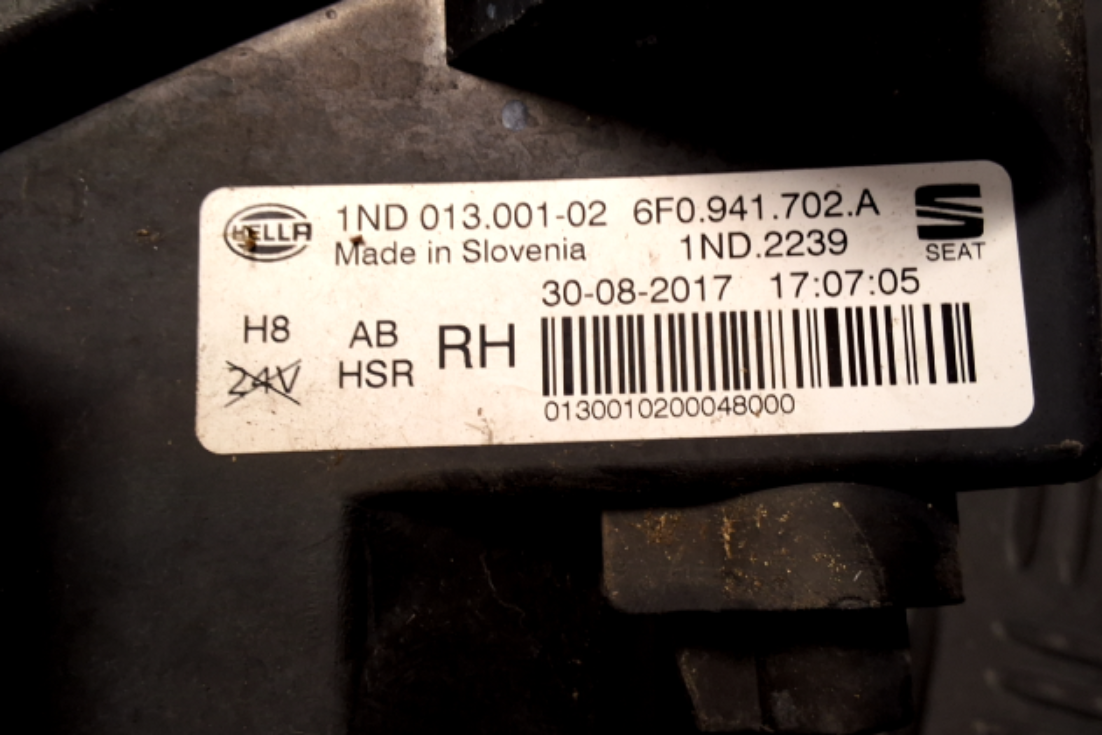 HELLA 1ND 013.001-02 6F0.941.702.A
Made in Slovenia 1ND.2239 SEAT
30-08-2017 17:07:05
H8 AB RH
24V HSR
0130010200048000